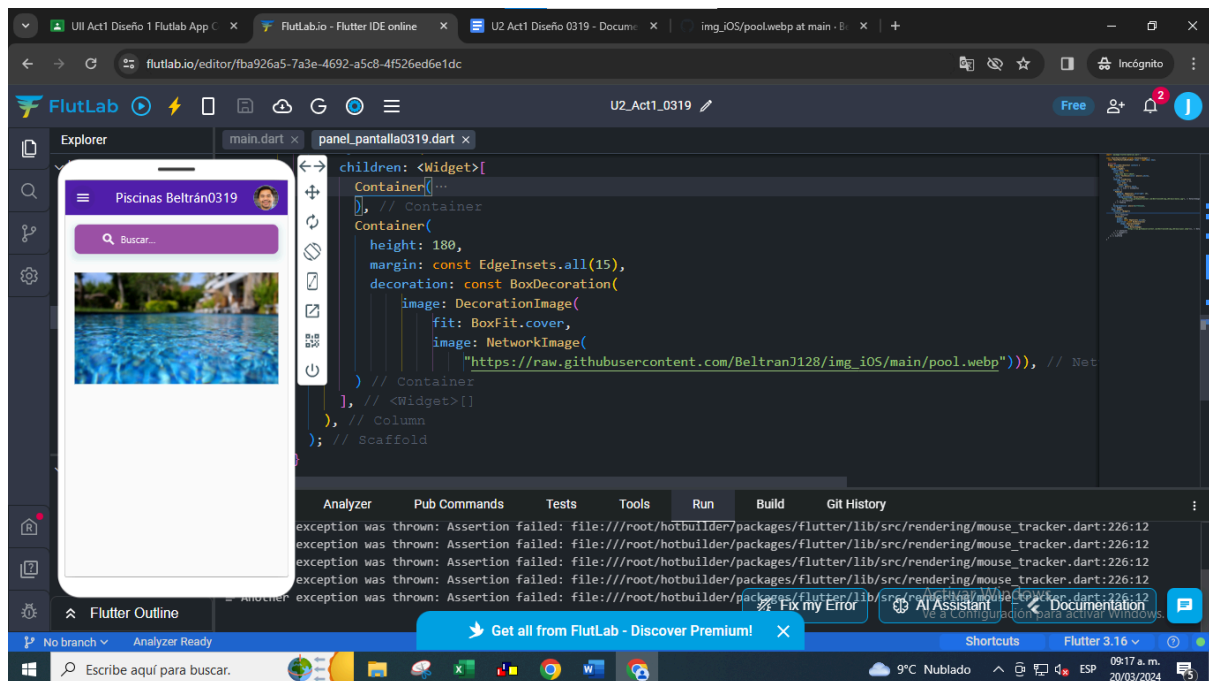 UII Act1 Diseño 1 Flutlab App C
FlutLab.io - Flutter IDE online
U2 Act1 Diseño 0319 - Docume
img_iOS/pool.webp at main · Be
flutlab.io/editor/fba926a5-7a3e-4692-a5c8-4f526ed6e1dc
Incógnito
FlutLab
U2_Act1_0319
Free
2
J
Explorer
main.dart
panel_pantalla0319.dart
children: <Widget>[
Container(...
), // Container
Container(
height: 180,
margin: const EdgeInsets.all(15),
decoration: const BoxDecoration(
image: DecorationImage(
fit: BoxFit.cover,
image: NetworkImage(
"https://raw.githubusercontent.com/BeltranJ128/img_iOS/main/pool.webp"))), // Net
) // Container
], // <Widget>[]
), // Column
); // Scaffold
}
Piscinas Beltrán0319
Buscar...
Analyzer Pub Commands Tests Tools Run Build Git History
exception was thrown: Assertion failed: file:///root/hotbuilder/packages/flutter/lib/src/rendering/mouse_tracker.dart:226:12
exception was thrown: Assertion failed: file:///root/hotbuilder/packages/flutter/lib/src/rendering/mouse_tracker.dart:226:12
exception was thrown: Assertion failed: file:///root/hotbuilder/packages/flutter/lib/src/rendering/mouse_tracker.dart:226:12
exception was thrown: Assertion failed: file:///root/hotbuilder/packages/flutter/lib/src/rendering/mouse_tracker.dart:226:12
Another exception was thrown: Assertion failed: file:///root/hotbuilder/packages/flutter/lib/src/rendering/mouse_tracker.dart:226:12
Fix my Error
AI Assistant
Documentation
Activar Windows
Ve a Configuración para activar Windows.
Flutter Outline
Get all from FlutLab - Discover Premium!
No branch
Analyzer Ready
Shortcuts
Flutter 3.16
Escribe aquí para buscar.
9°C Nublado
ESP
09:17 a. m.
20/03/2024
5